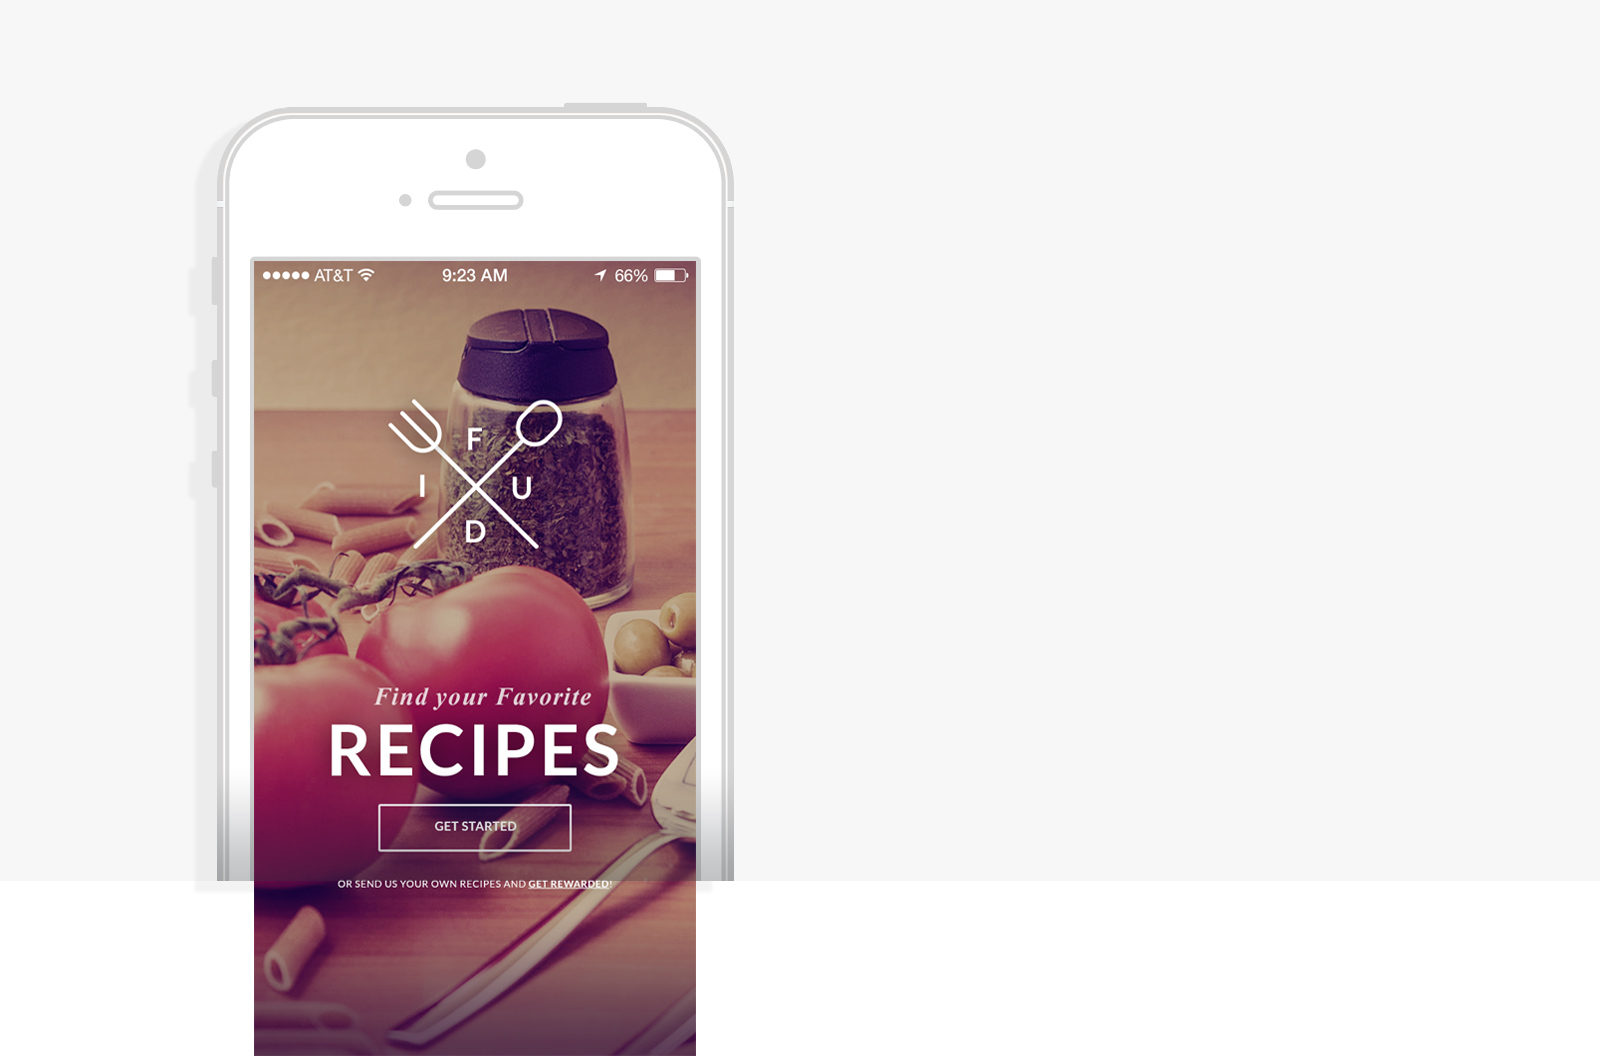 AT&T 9:23 AM 66%
F
I U
D
Find your Favorite
RECIPES
GET STARTED
OR SEND US YOUR OWN RECIPES AND GET REWARDED!